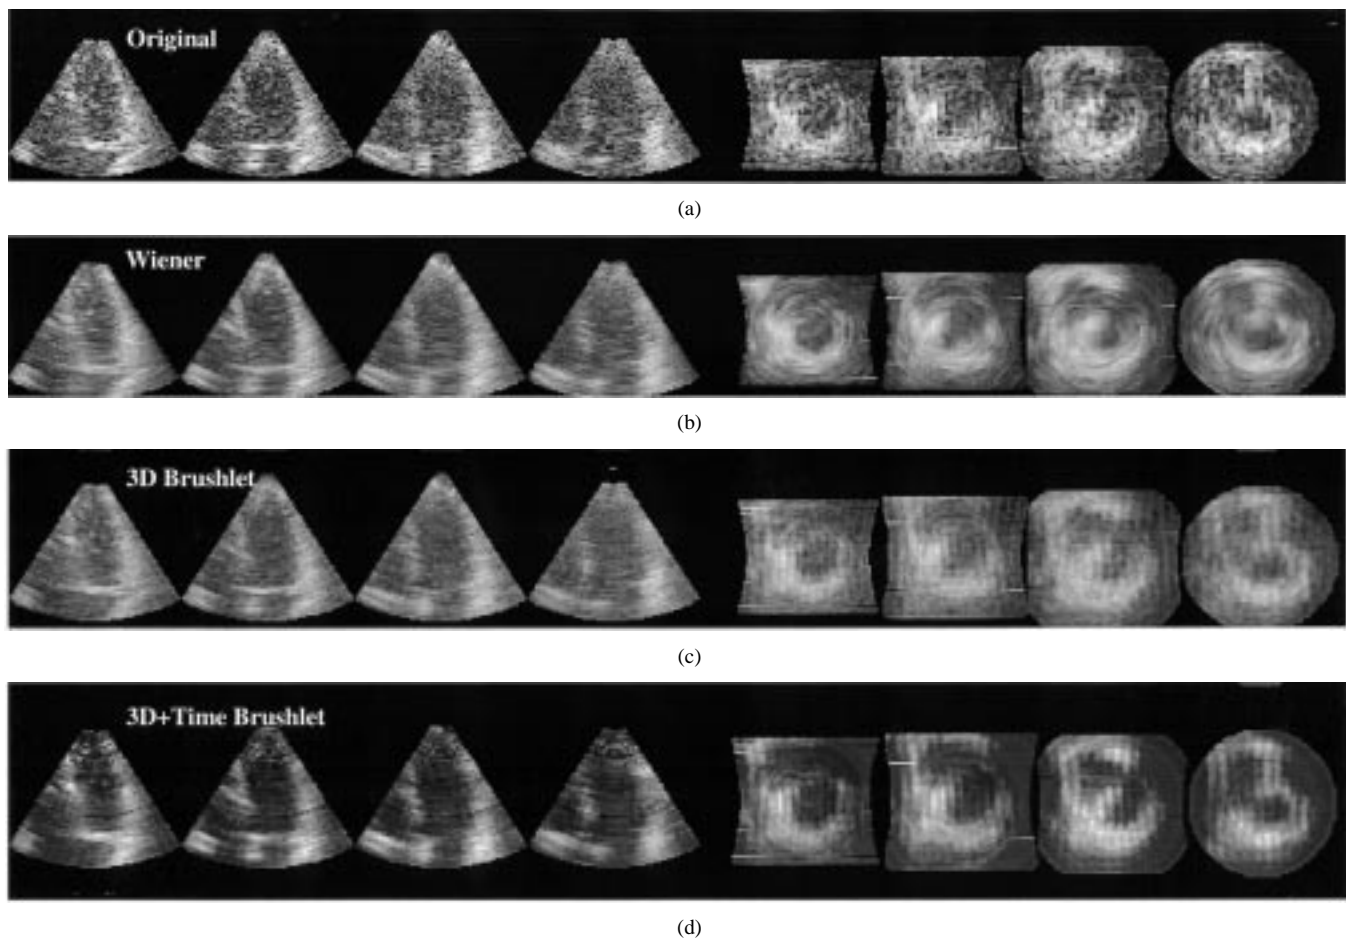 Original
(a)
Wiener
(b)
3D Brushlet
(c)
3D+Time Brushlet
(d)